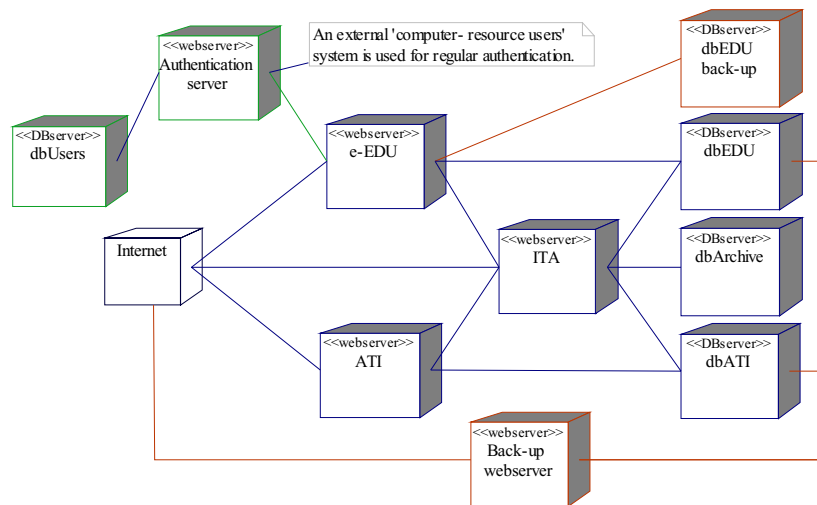 <<webserver>>
Authentication
server
An external 'computer- resource users'
system is used for regular authentication.
<<DBserver>>
dbEDU
back-up
<<DBserver>>
dbUsers
<<webserver>>
e-EDU
<<DBserver>>
dbEDU
Internet
<<webserver>>
ITA
<<DBserver>>
dbArchive
<<webserver>>
ATI
<<DBserver>>
dbATI
<<webserver>>
Back-up
webserver